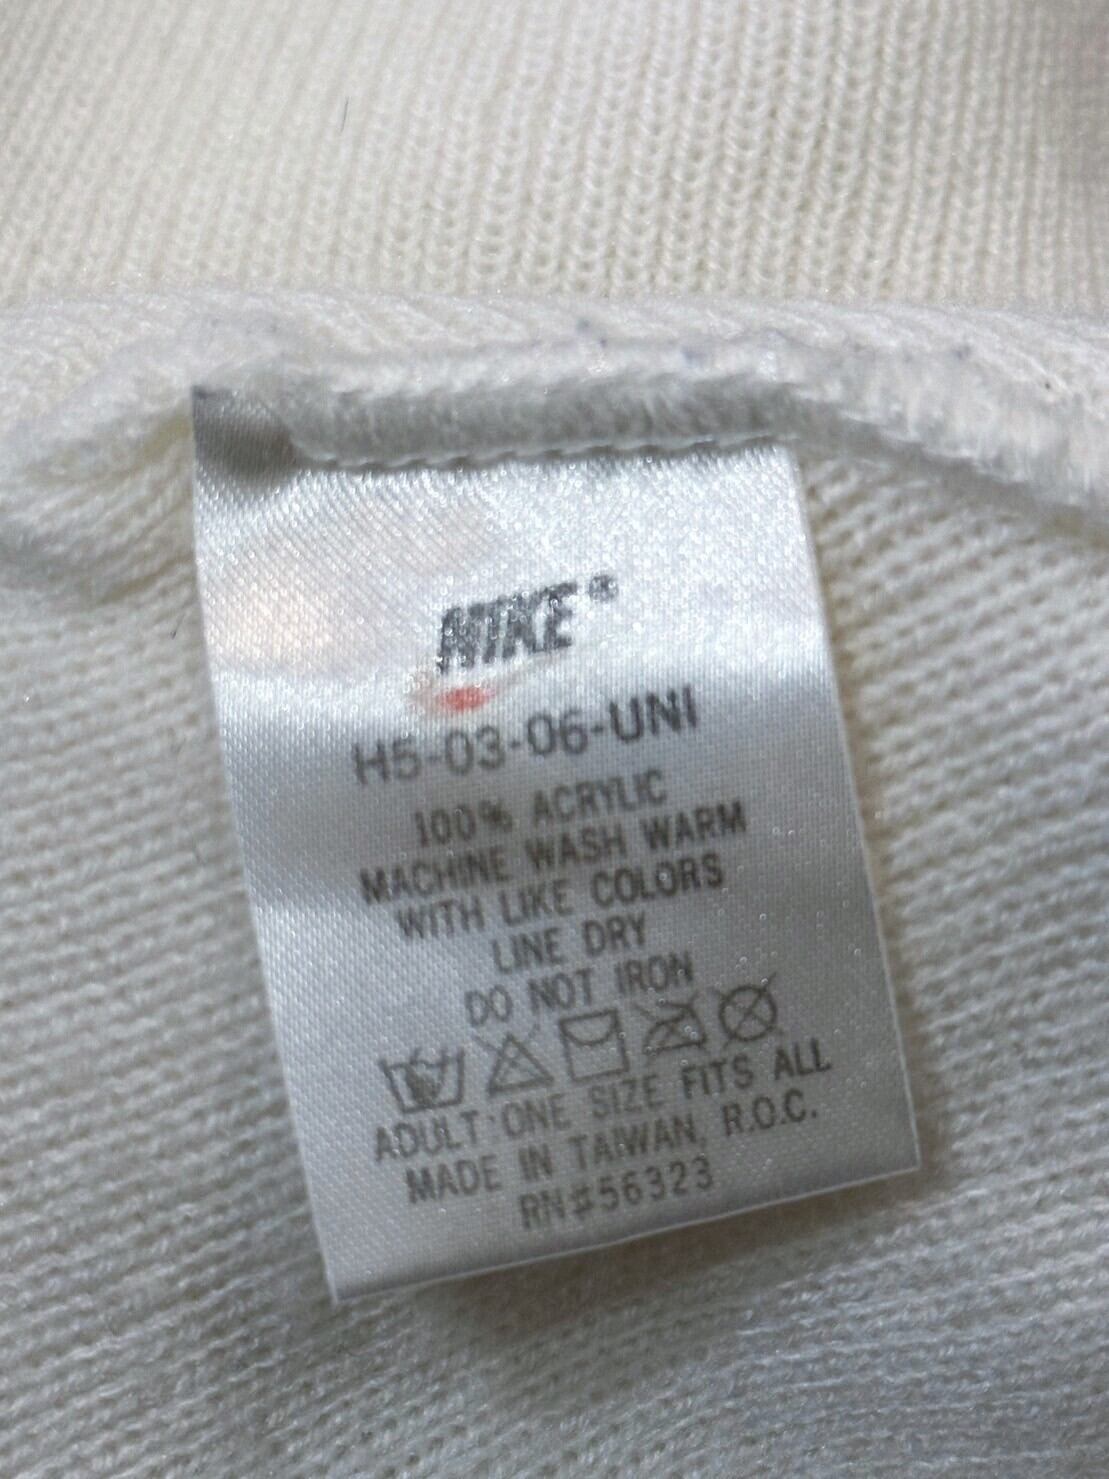 NIKE®
H5-03-06-UNI
100% ACRYLIC
MACHINE WASH WARM
WITH LIKE COLORS
LINE DRY
DO NOT IRON
ADULT:ONE SIZE FITS ALL
MADE IN TAIWAN, R.O.C.
RN#56323